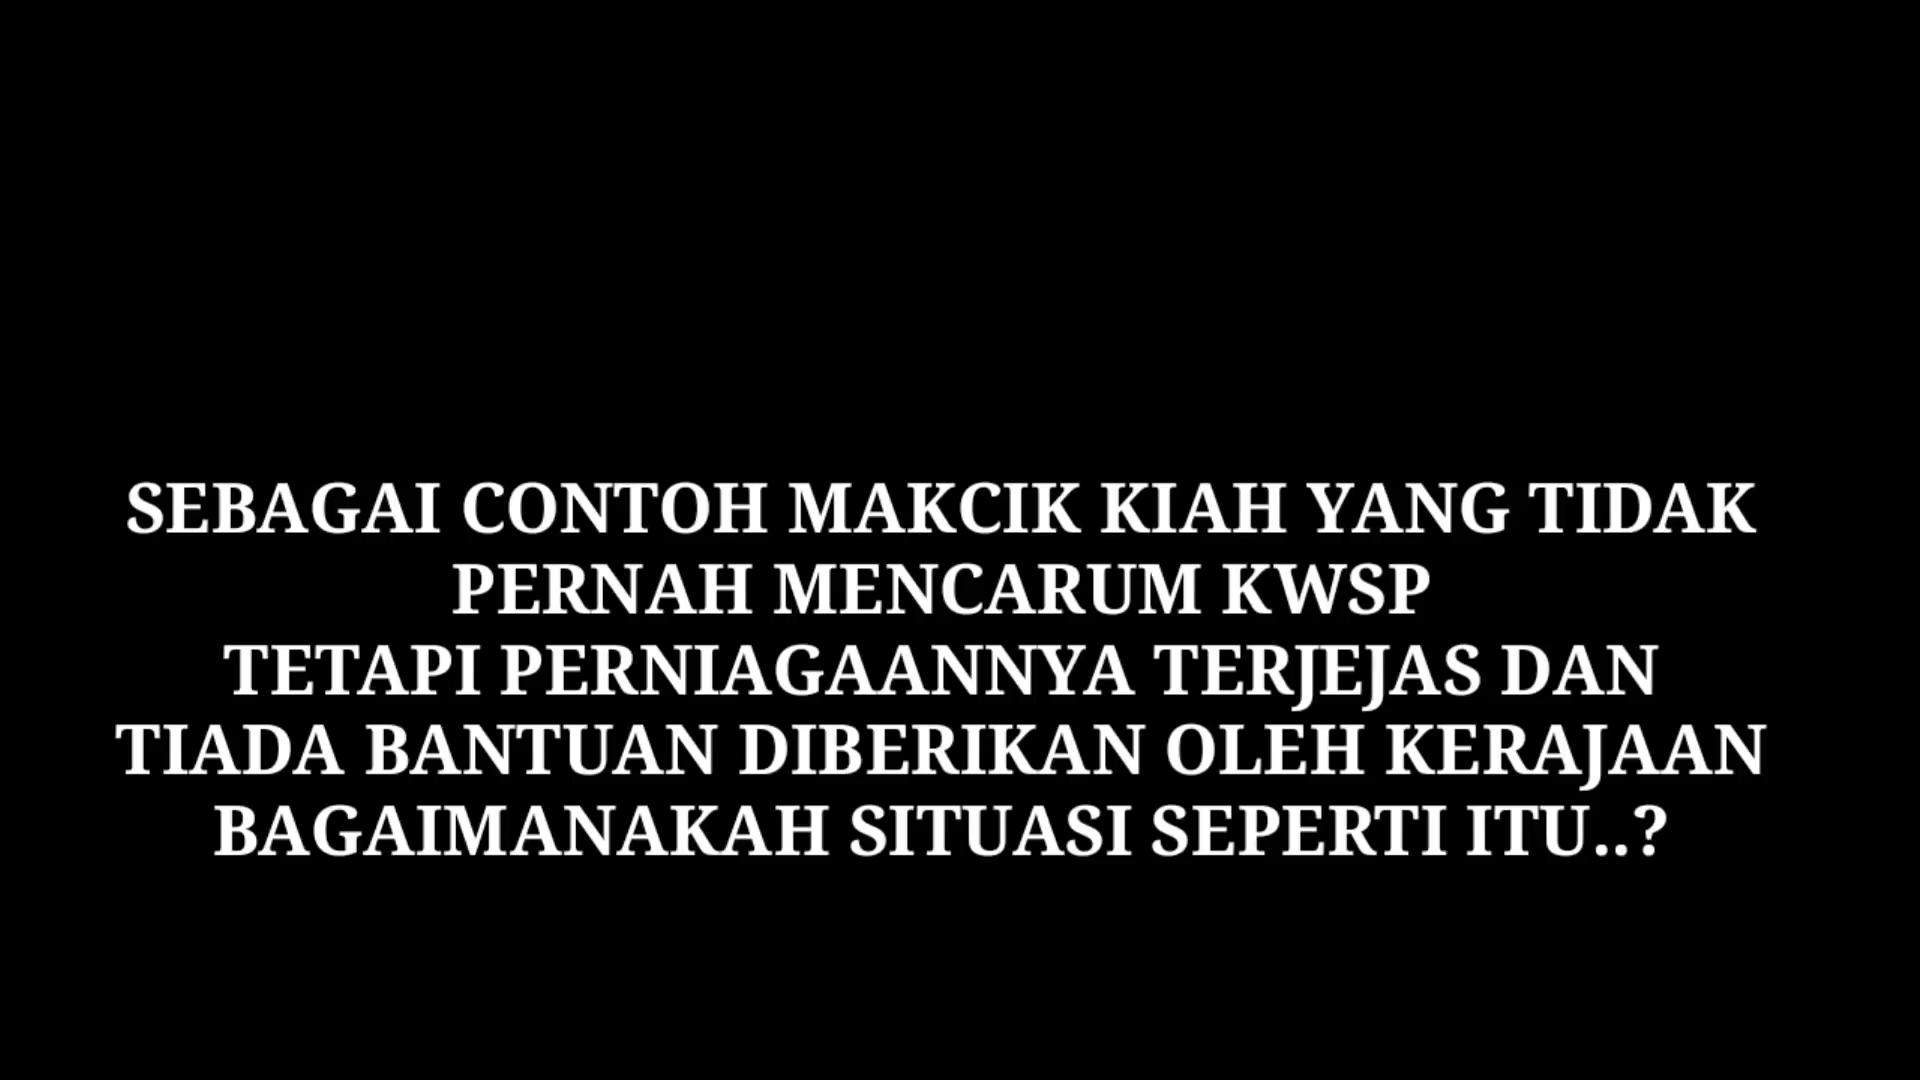 SEBAGAI CONTOH MAKCIK KIAH YANG TIDAK
PERNAH MENCARUM KWSP
TETAPI PERNIAGAANNYA TERJEJAS DAN
TIADA BANTUAN DIBERIKAN OLEH KERAJAAN
BAGAIMANAKAH SITUASI SEPERTI ITU..?